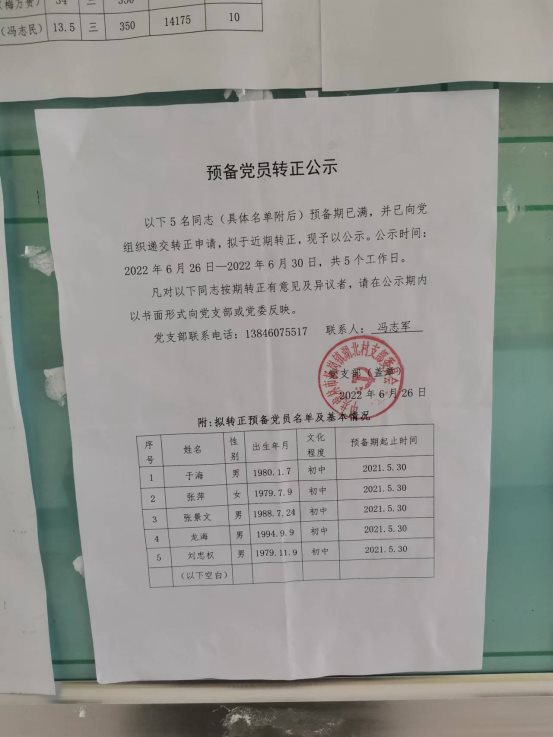 (冯志民) 13.5 三 350 14175 10
预备党员转正公示
以下5名同志（具体名单附后）预备期已满，并已向党
组织递交转正申请，拟于近期转正，现予以公示。公示时间：
2022年6月26日—2022年6月30日，共5个工作日。
凡对以下同志按期转正有意见及异议者，请在公示期内
以书面形式向党支部或党委反映。
党支部联系电话：13846075517 联系人：冯志军
党支部（盖章
2022年6月26日
附：拟转正预备党员名单及基本情况
序号 姓名 性别 出生年月 文化程度 预备期起止时间
1 于海 男 1980.1.7 初中 2021.5.30
2 张萍 女 1979.7.9 初中 2021.5.30
3 张景文 男 1988.7.24 初中 2021.5.30
4 龙海 男 1994.9.9 初中 2021.5.30
5 刘忠权 男 1979.11.9 初中 2021.5.30
（以下空白）